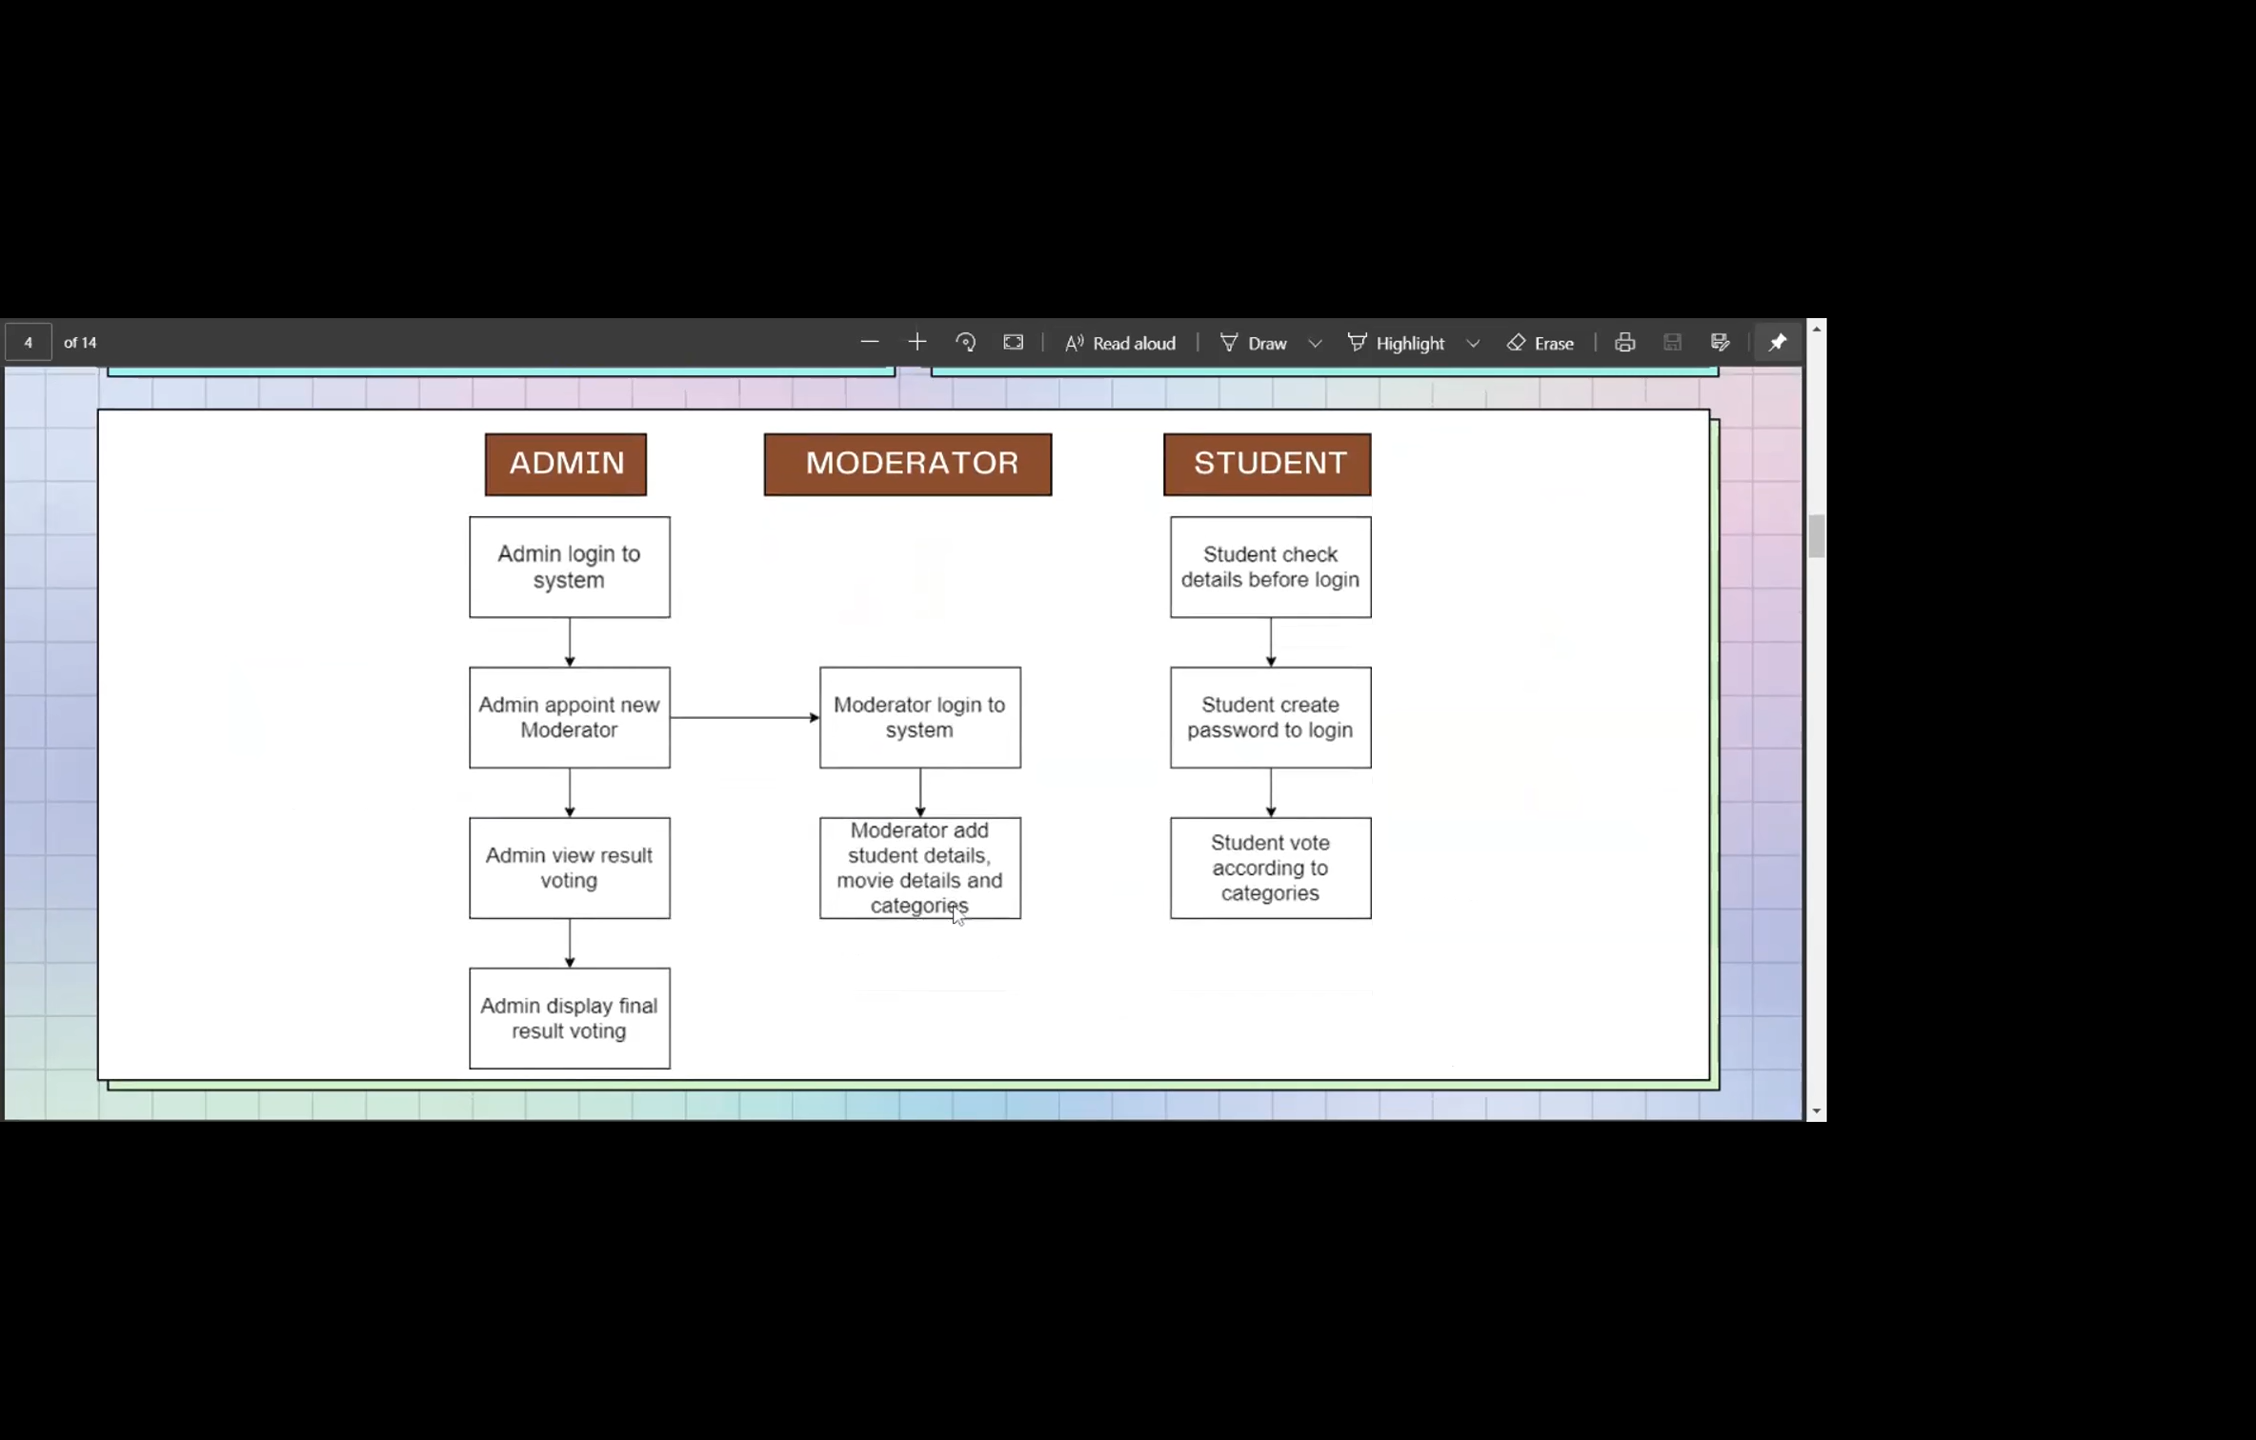 4 of 14 Read aloud Draw Highlight Erase
ADMIN
MODERATOR
STUDENT
Admin login to
system
Student check
details before login
Admin appoint new
Moderator
Moderator login to
system
Student create
password to login
Admin view result
voting
Moderator add
student details,
movie details and
categories
Student vote
according to
categories
Admin display final
result voting